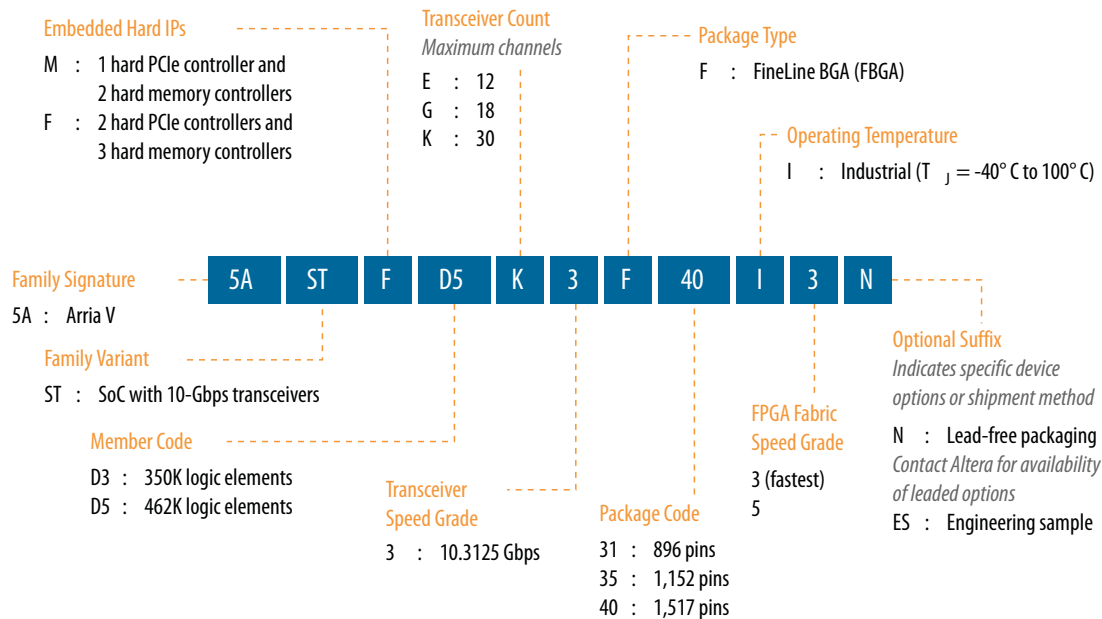 Embedded Hard IPs
M : 1 hard PCIe controller and
2 hard memory controllers
F : 2 hard PCIe controllers and
3 hard memory controllers
Transceiver Count
Maximum channels
E : 12
G : 18
K : 30
Package Type
F : FineLine BGA (FBGA)
Operating Temperature
I : Industrial (T J = -40° C to 100° C)
Family Signature
5A : Arria V
5A ST F D5 K 3 F 40 I 3 N
Family Variant
ST : SoC with 10-Gbps transceivers
Member Code
D3 : 350K logic elements
D5 : 462K logic elements
Transceiver
Speed Grade
3 : 10.3125 Gbps
Package Code
31 : 896 pins
35 : 1,152 pins
40 : 1,517 pins
FPGA Fabric
Speed Grade
3 (fastest)
5
Optional Suffix
Indicates specific device
options or shipment method
N : Lead-free packaging
Contact Altera for availability
of leaded options
ES : Engineering sample